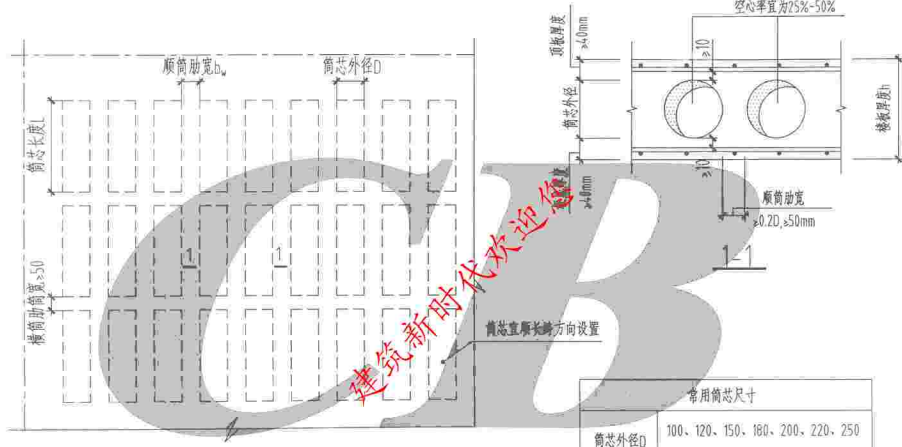 空心率宜为25%-50%
顺筒肋宽bw
筒芯外径D
筒芯长度L
横筒肋筒宽≥50
1
1
顶板厚度
≥40mm
≥10
筒芯外径
楼板厚度h
≥10
≥40mm
顺筒肋宽
≥0.2D,≥50mm
1-1
筒芯宜顺长跨方向设置
建筑新时代欢迎您
CB
常用筒芯尺寸
筒芯外径D
100、120、150、180、200、220、250